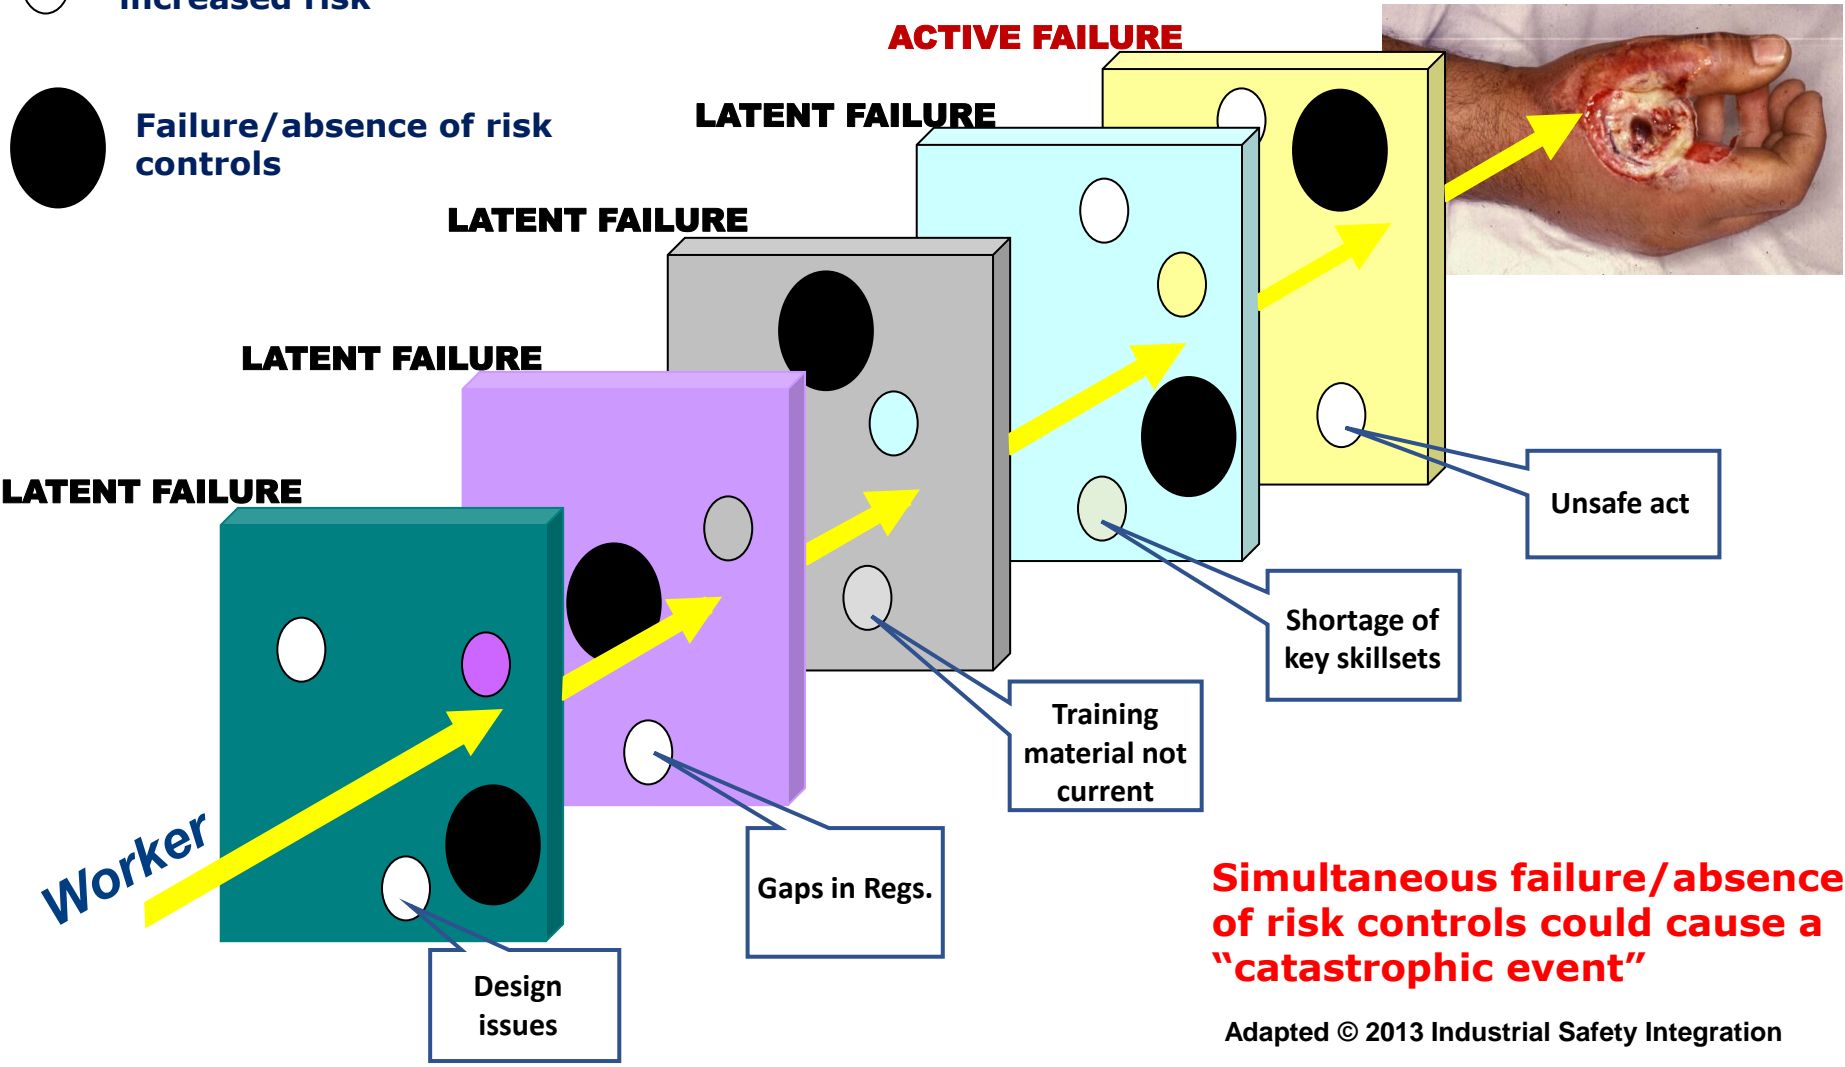 increased risk
Failure/absence of risk
controls
ACTIVE FAILURE
LATENT FAILURE
LATENT FAILURE
LATENT FAILURE
LATENT FAILURE
Worker
Unsafe act
Shortage of
key skillsets
Training
material not
current
Gaps in Regs.
Design
issues
Simultaneous failure/absence
of risk controls could cause a
“catastrophic event”
Adapted © 2013 Industrial Safety Integration